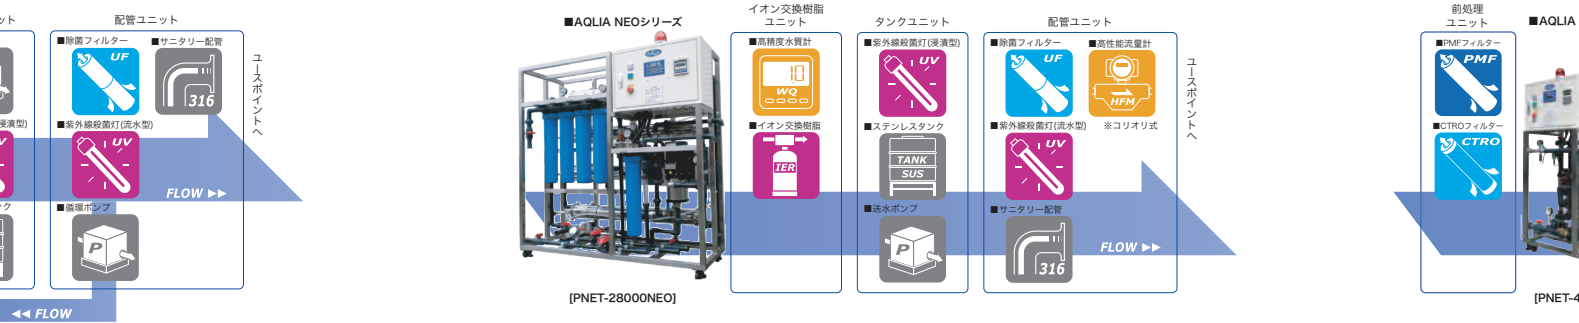 ット
浸漬型)
V
ク
◀◀ FLOW
配管ユニット
■除菌フィルター
UF
■サニタリー配管
316
■紫外線殺菌灯(流水型)
UV
FLOW ▶▶
■循環ポンプ
P
ユースポイントへ
■AQLIA NEOシリーズ
[PNET-28000NEO]
イオン交換樹脂
ユニット
■高精度水質計
10
WQ
■イオン交換樹脂
IER
タンクユニット
■紫外線殺菌灯(浸漬型)
UV
■ステンレスタンク
TANK
SUS
■送水ポンプ
P
配管ユニット
■除菌フィルター
UF
■高性能流量計
HFM
※コリオリ式
■紫外線殺菌灯(流水型)
UV
■サニタリー配管
316
FLOW ▶▶
ユースポイントへ
前処理
ユニット
■PMFフィルター
PMF
■CTROフィルター
CTRO
■AQLIA
[PNET-4